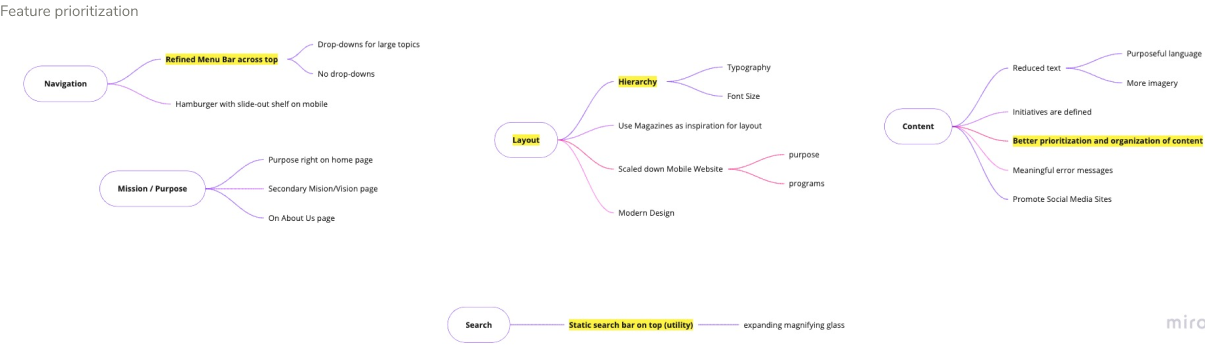 Feature prioritization
Navigation
Refined Menu Bar across top
Drop-downs for large topics
No drop-downs
Hamburger with slide-out shelf on mobile
Mission / Purpose
Purpose right on home page
Secondary Mision/Vision page
On About Us page
Layout
Hierarchy
Typography
Font Size
Use Magazines as inspiration for layout
Scaled down Mobile Website
purpose
programs
Modern Design
Content
Reduced text
Purposeful language
More imagery
Initiatives are defined
Better prioritization and organization of content
Meaningful error messages
Promote Social Media Sites
Search
Static search bar on top (utility)
expanding magnifying glass
miro